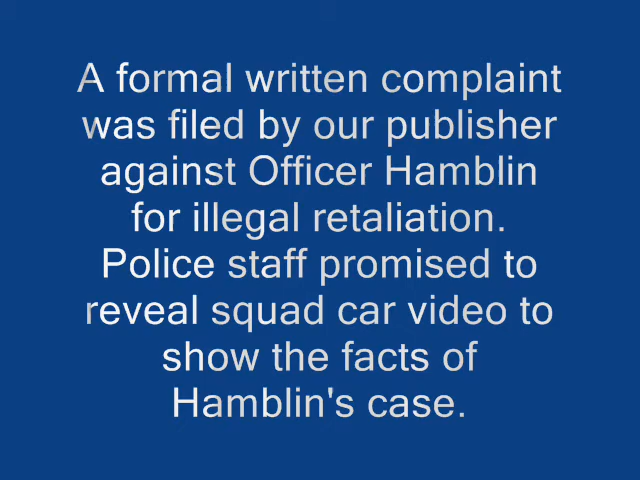 A formal written complaint
was filed by our publisher
against Officer Hamblin
for illegal retaliation.
Police staff promised to
reveal squad car video to
show the facts of
Hamblin's case.